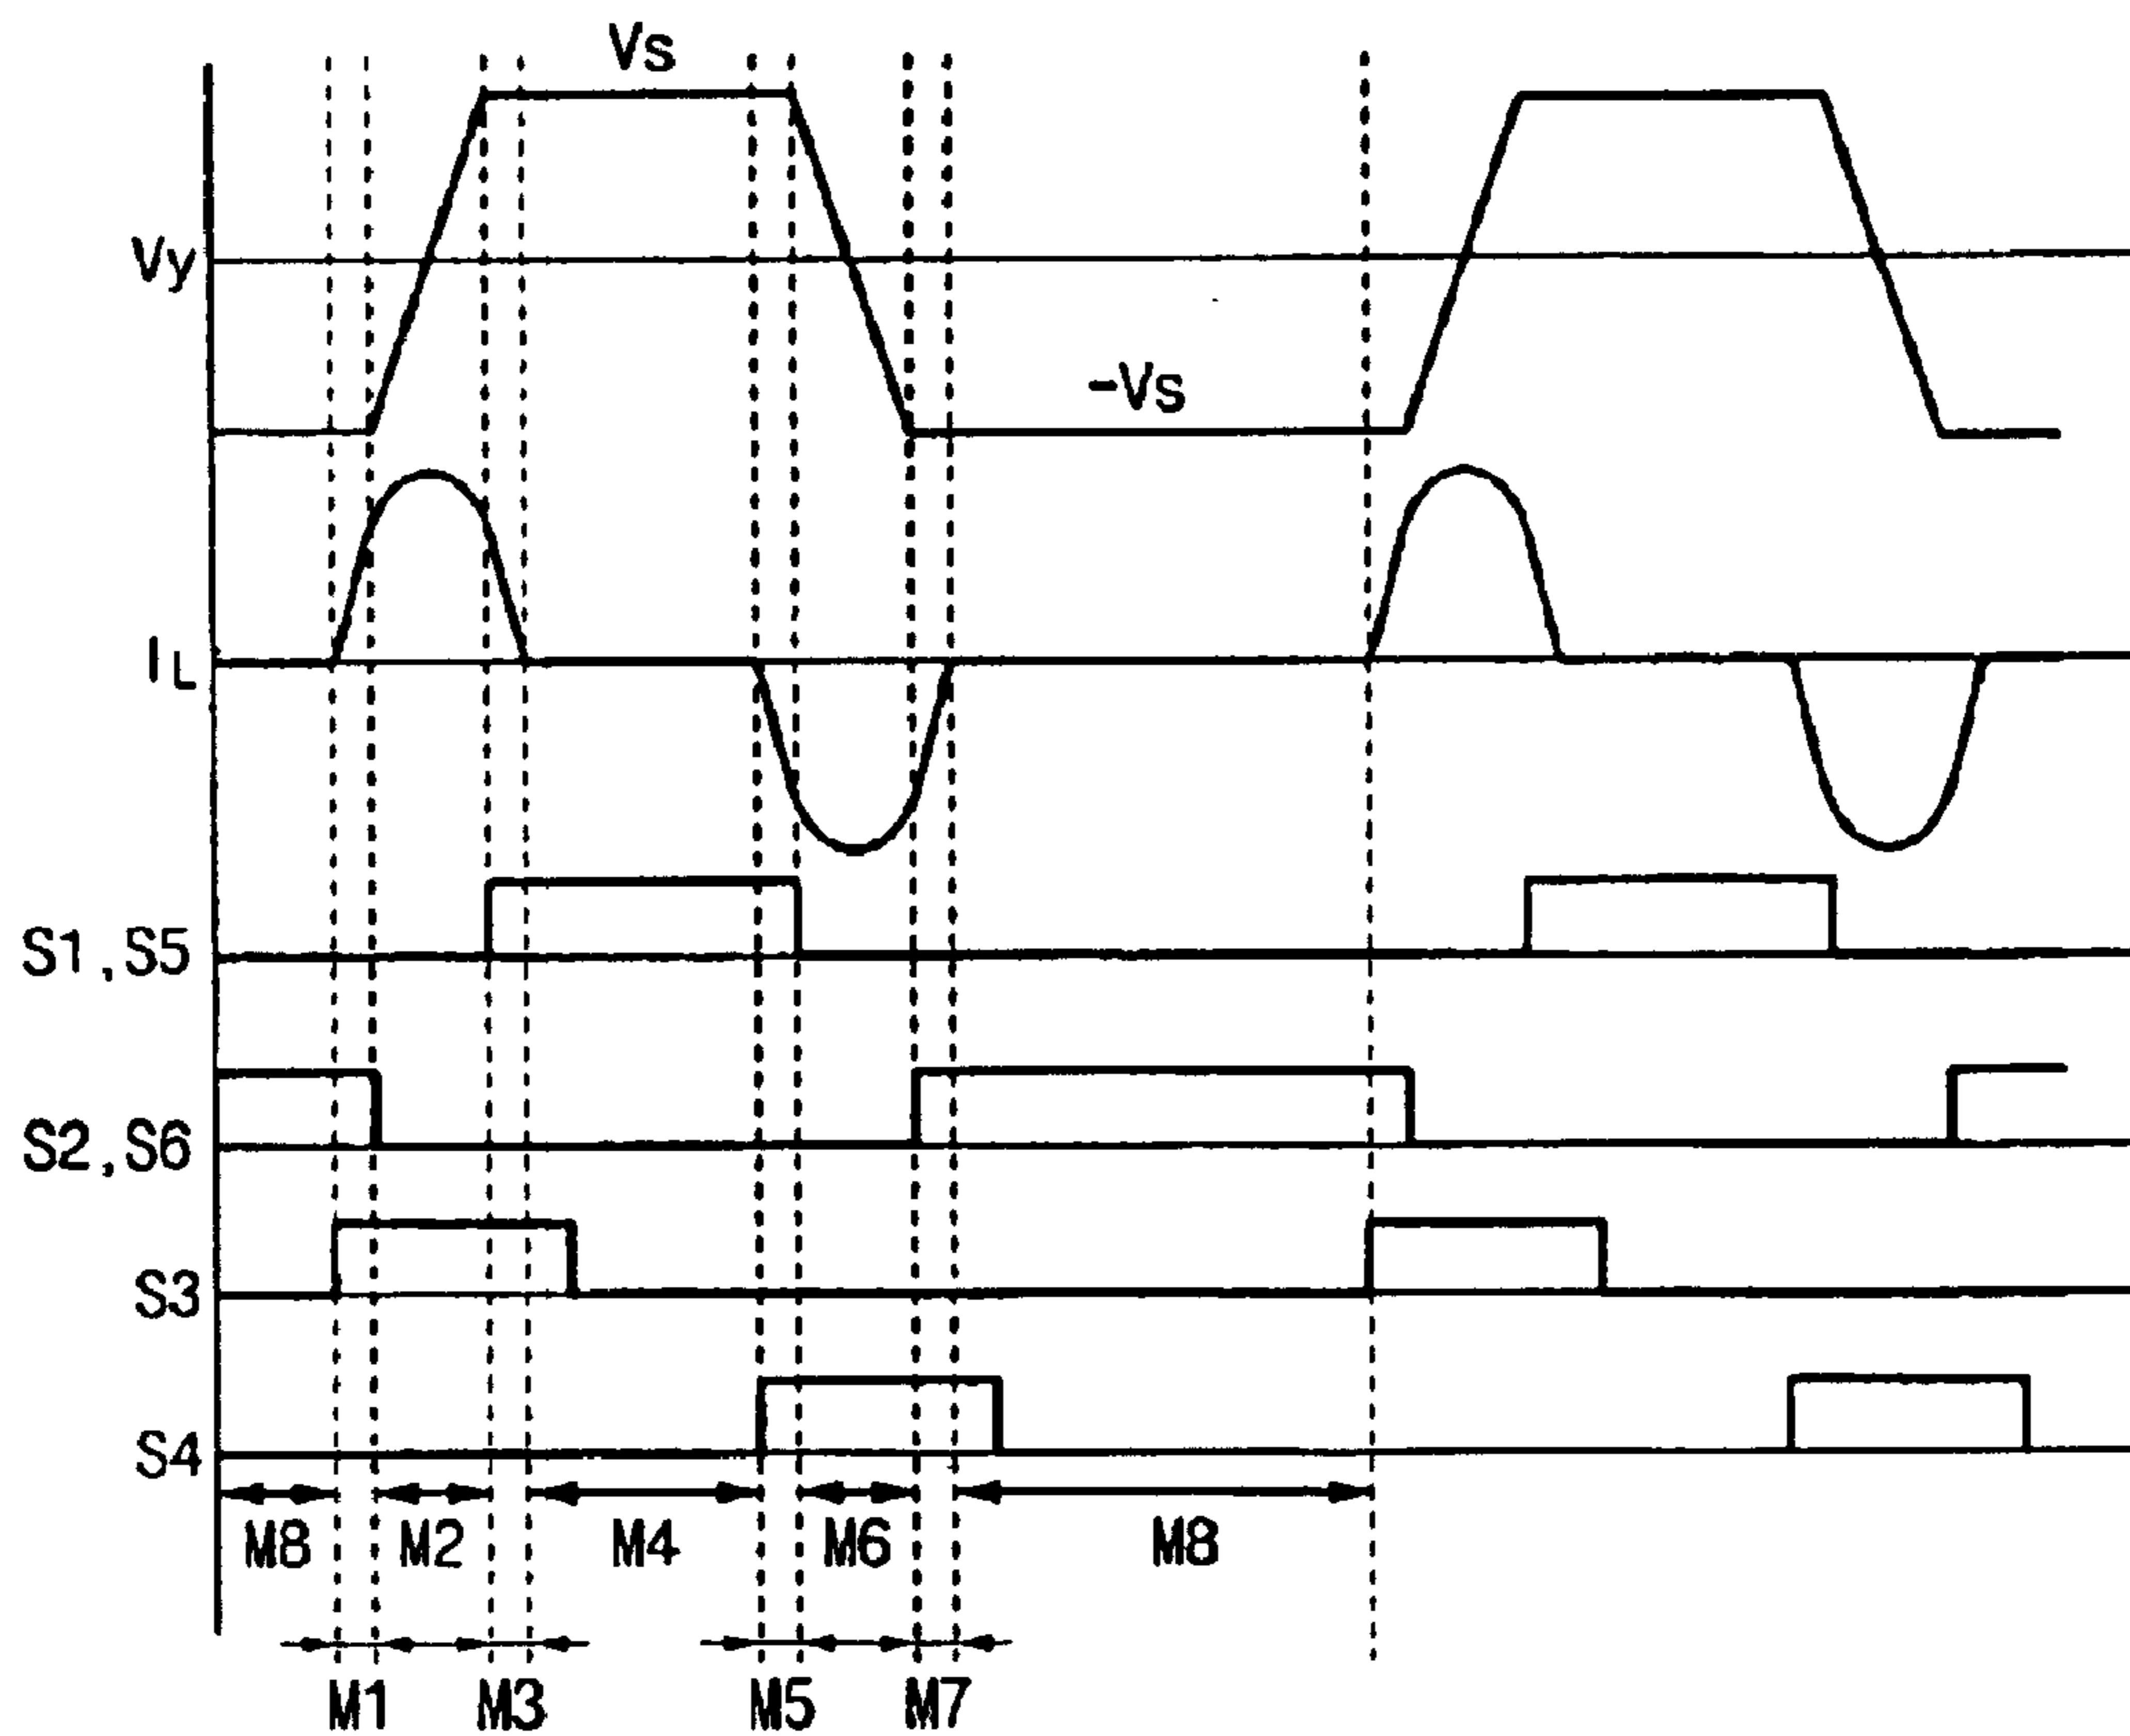 Vs
Vy
-Vs
IL
S1,S5
S2,S6
S3
S4
M8 M2 M4 M6 M8
M1 M3 M5 M7